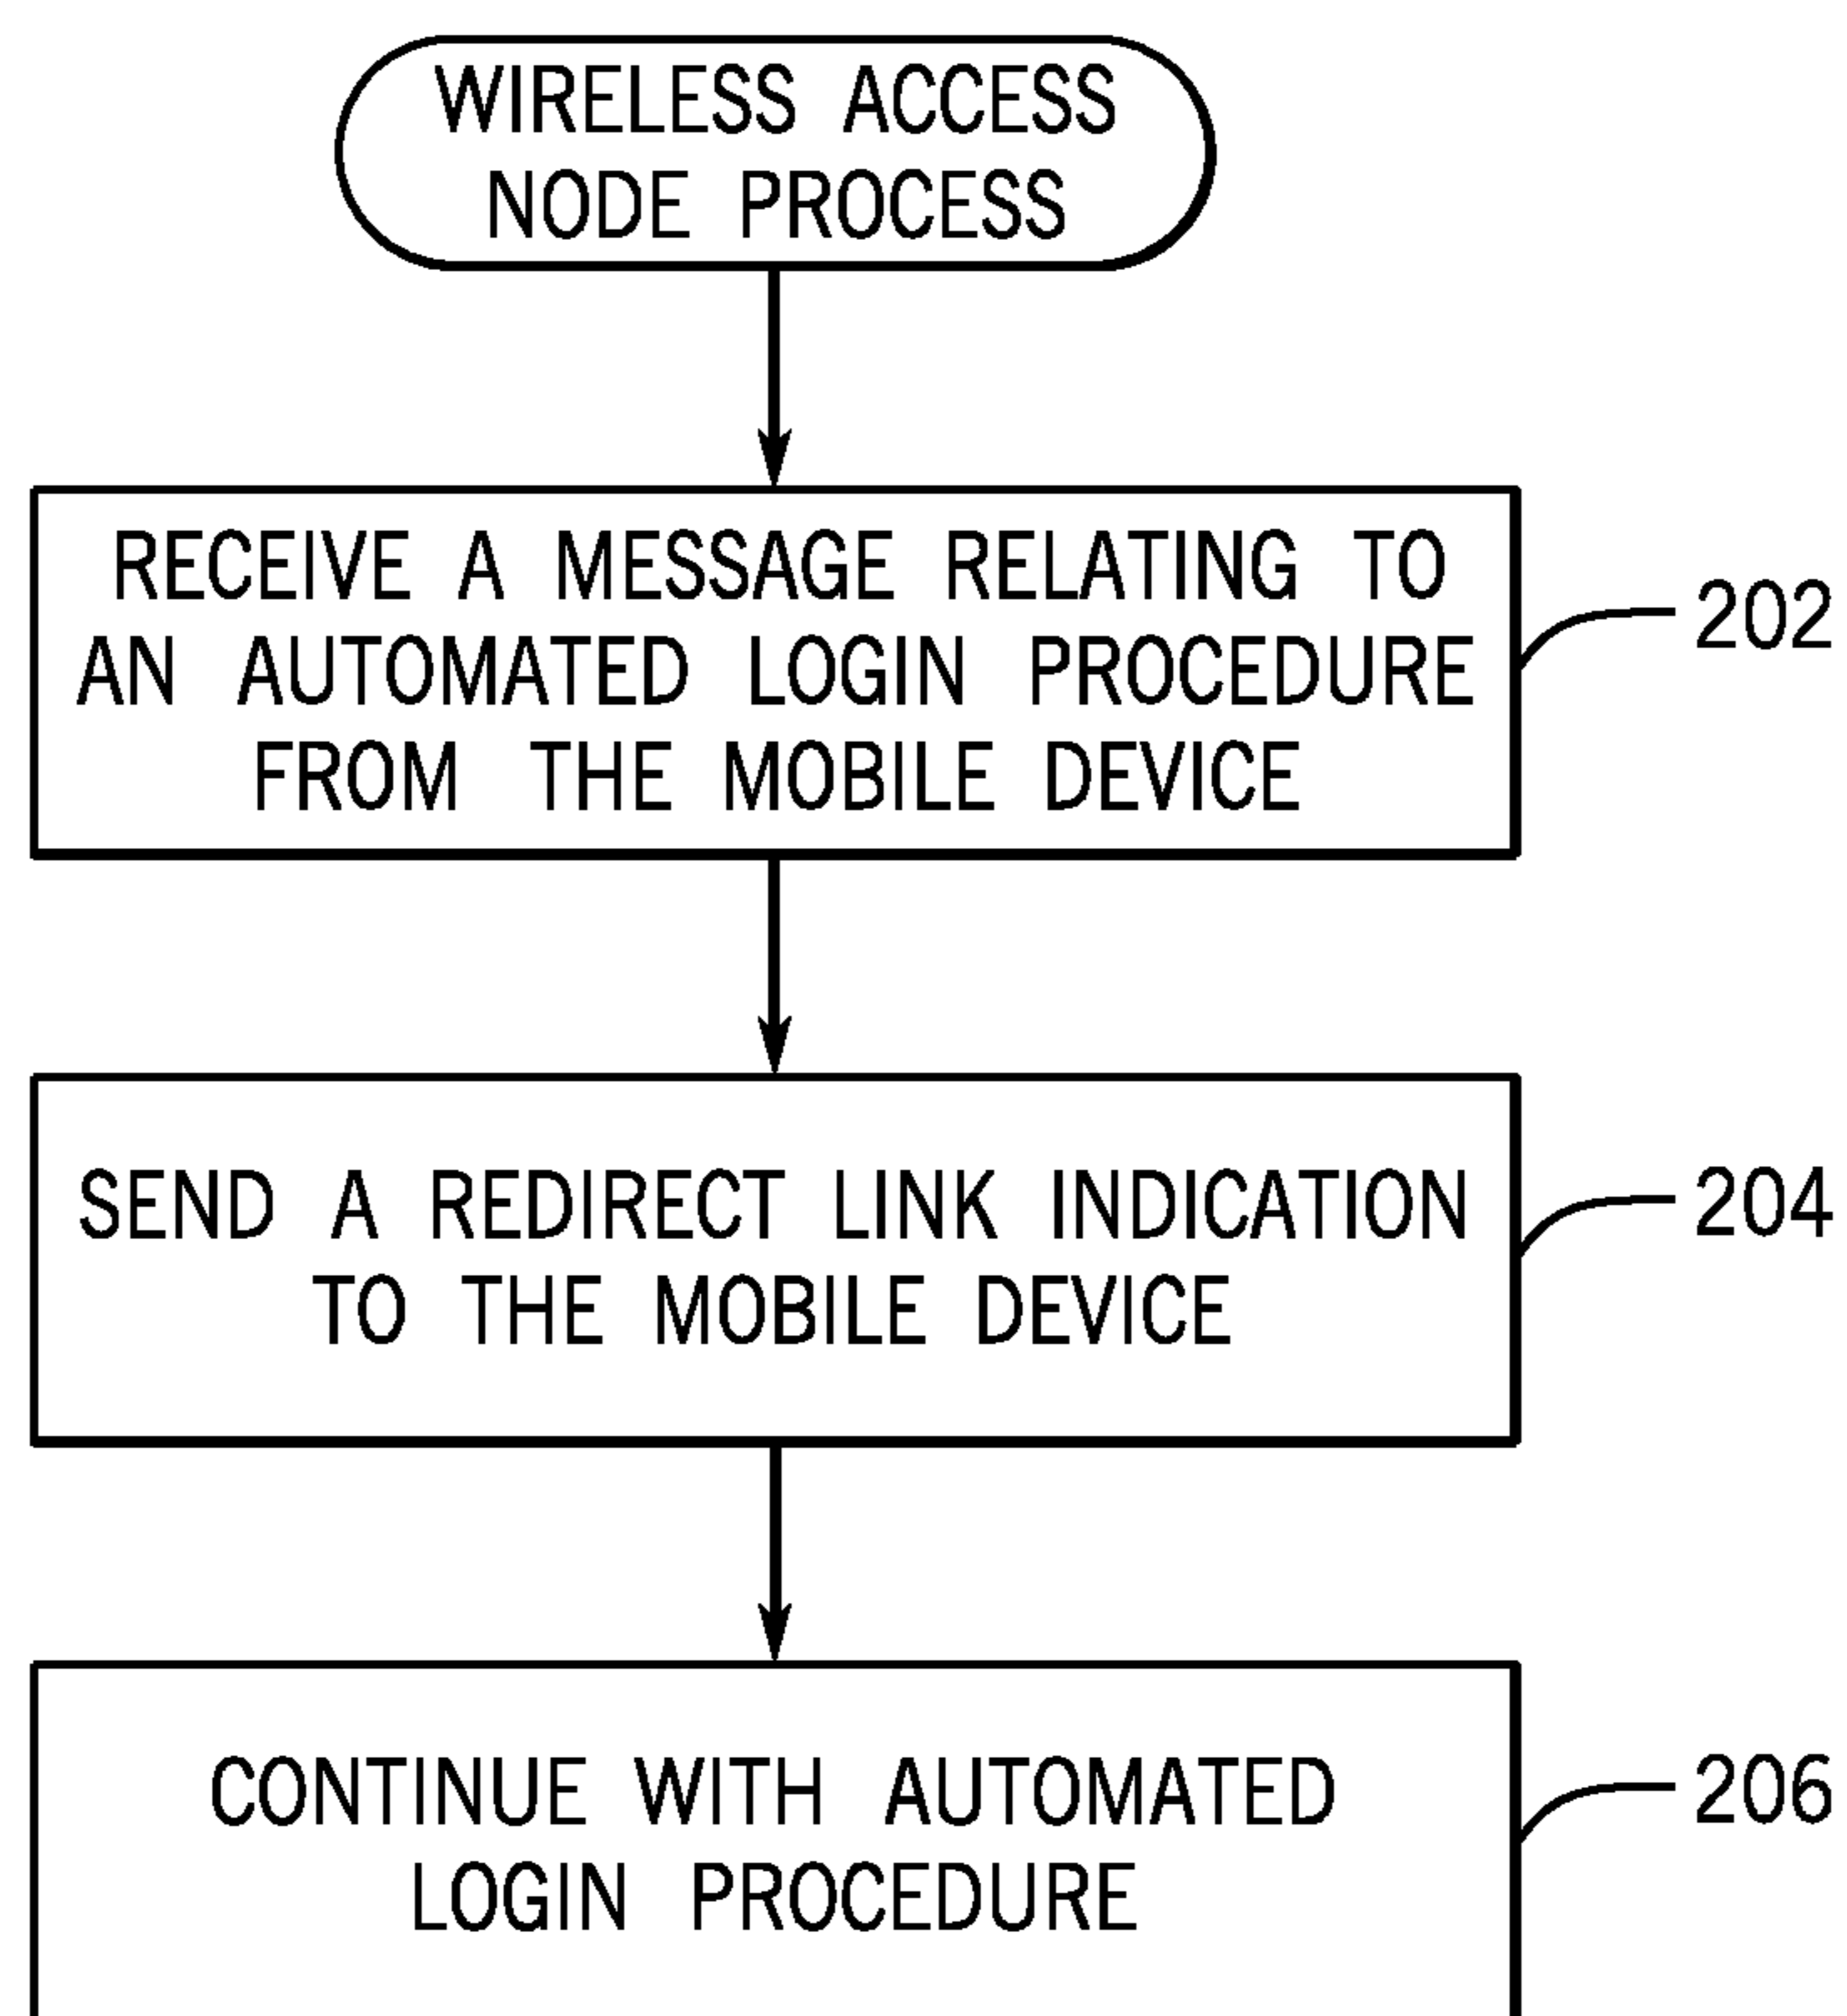 WIRELESS ACCESS
NODE PROCESS
RECEIVE A MESSAGE RELATING TO
AN AUTOMATED LOGIN PROCEDURE
FROM THE MOBILE DEVICE
202
SEND A REDIRECT LINK INDICATION
TO THE MOBILE DEVICE
204
CONTINUE WITH AUTOMATED
LOGIN PROCEDURE
206